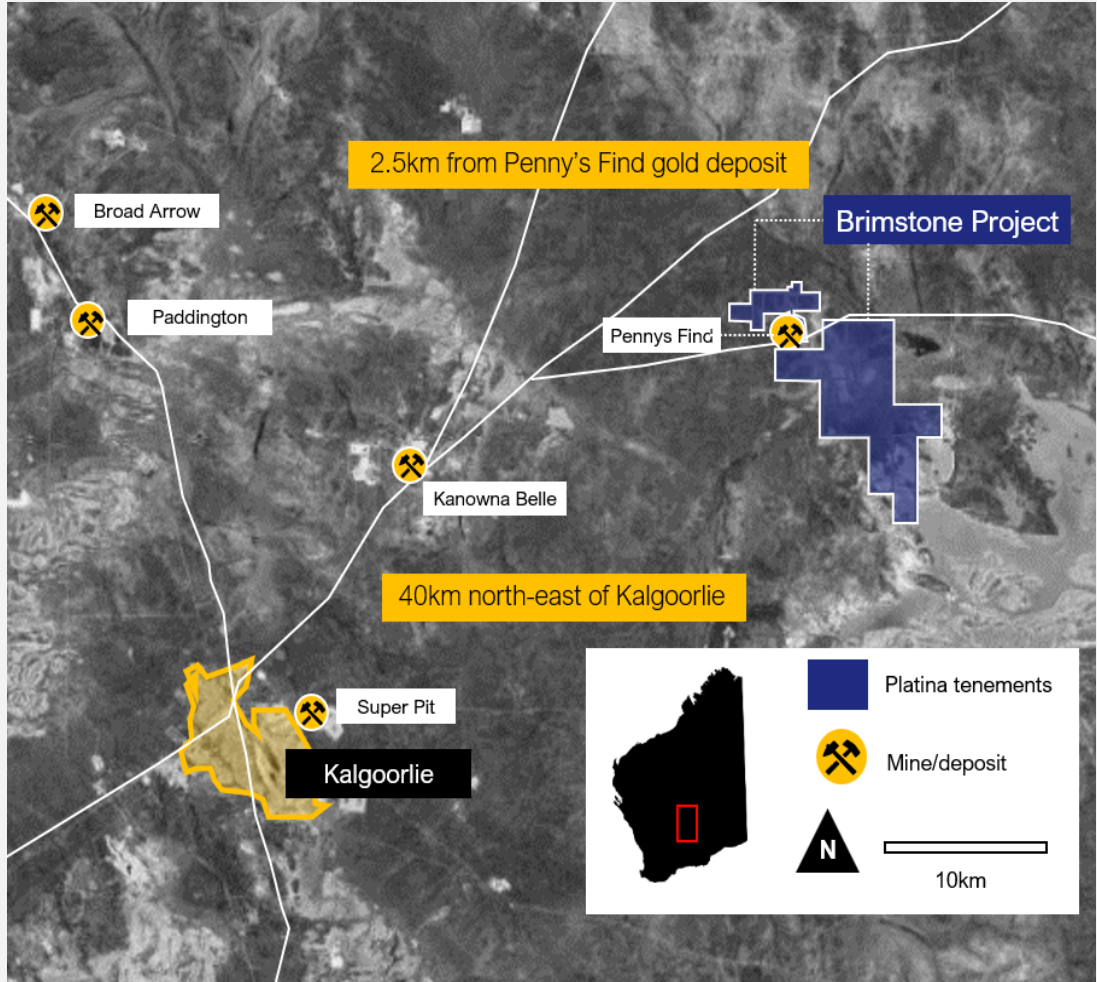 2.5km from Penny's Find gold deposit
Broad Arrow
Brimstone Project
Paddington
Pennys Find
Kanowna Belle
40km north-east of Kalgoorlie
Super Pit
Kalgoorlie
Platina tenements
Mine/deposit
N
10km